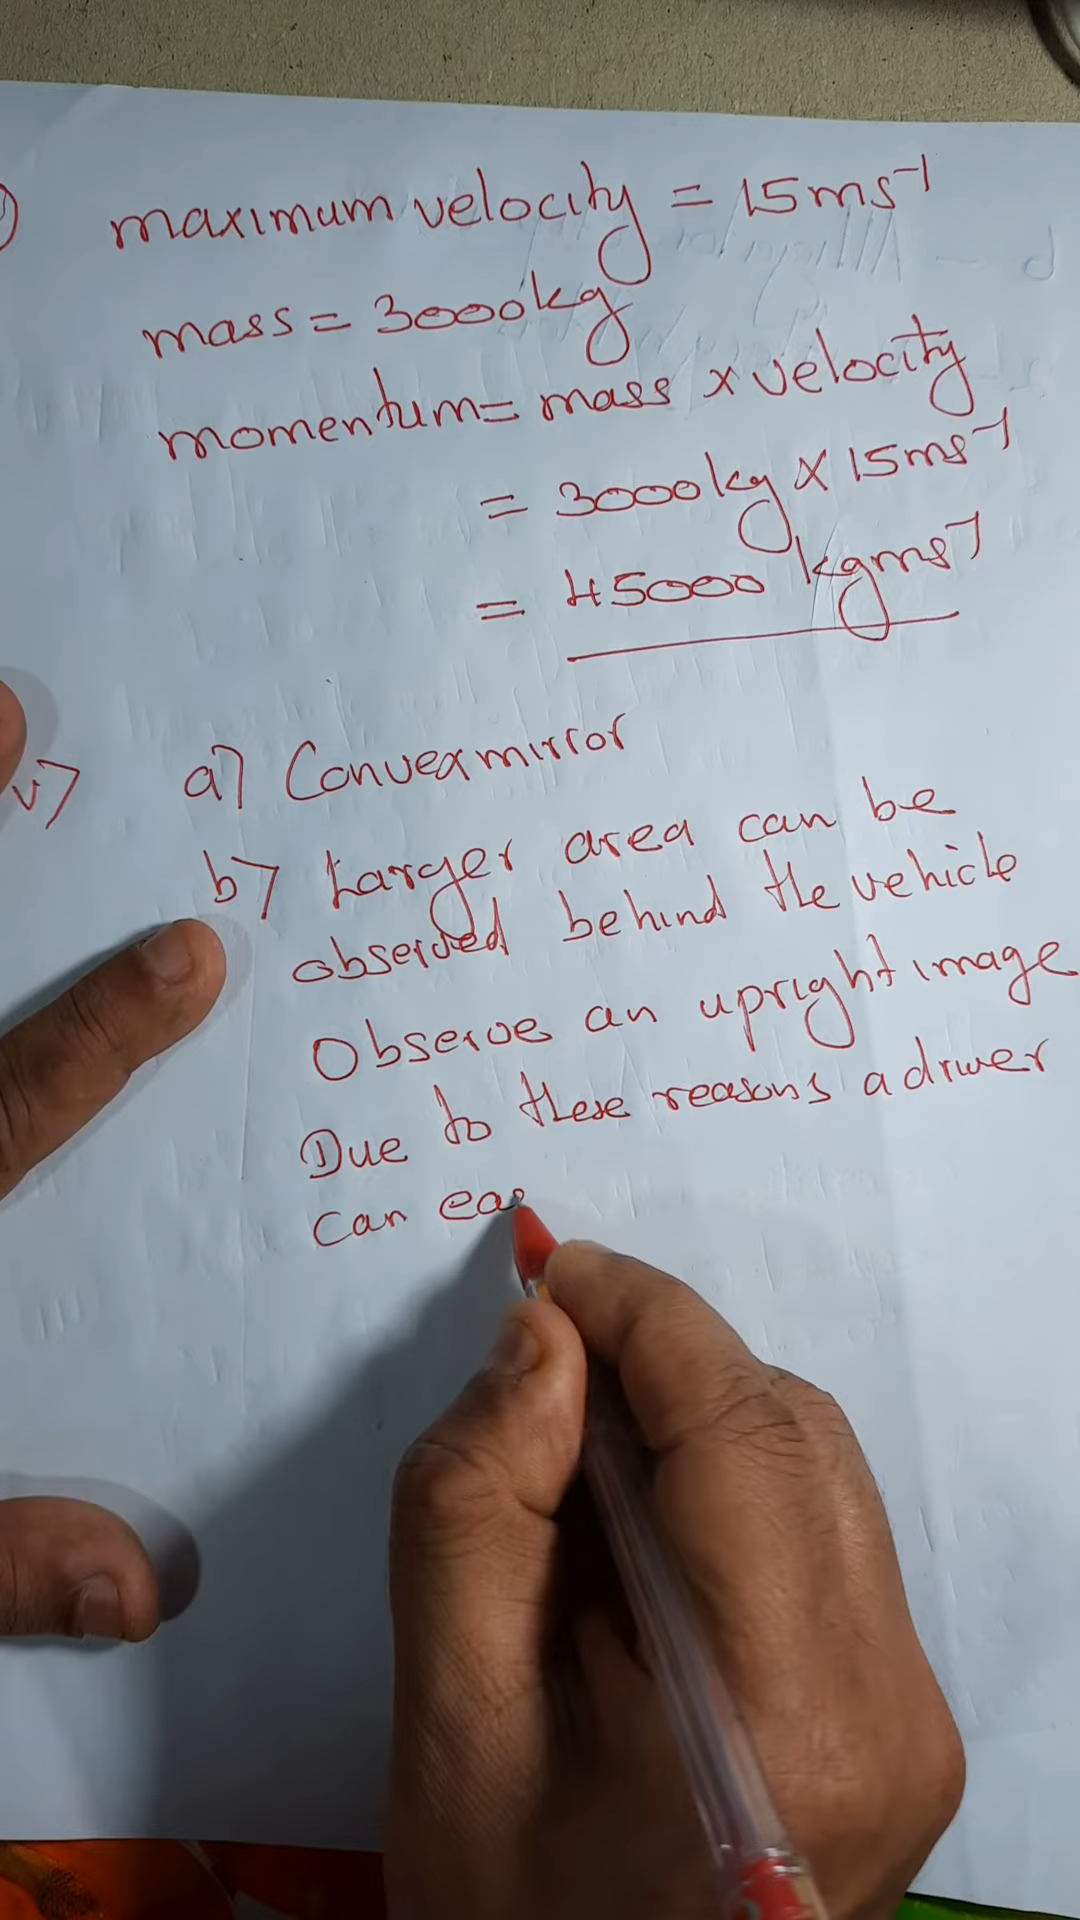 maximum velocity = 15ms⁻¹
mass = 3000kg
momentum = mass x velocity
= 3000kg x 15ms⁻¹
= 45000 kgms⁻¹
v) a) Convex mirror
b) Larger area can be
observed behind the vehicle
Observe an upright image
Due to these reasons a driver
can eas